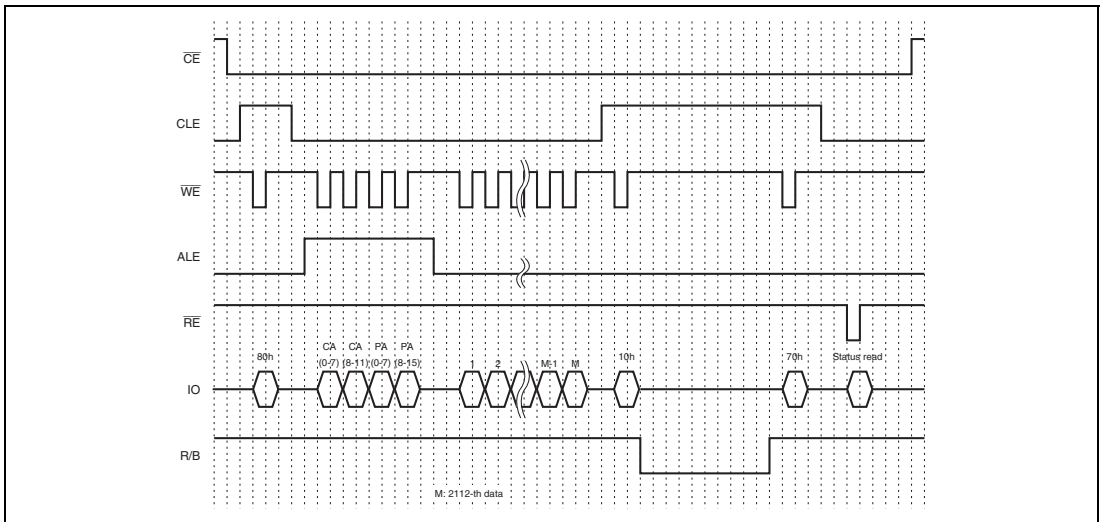 CE
CLE
WE
ALE
RE
CA CA PA PA
80h (0-7) (8-11) (0-7) (8-15) 1 2 M-1 M 10h 70h Status read
IO
R/B
M: 2112-th data